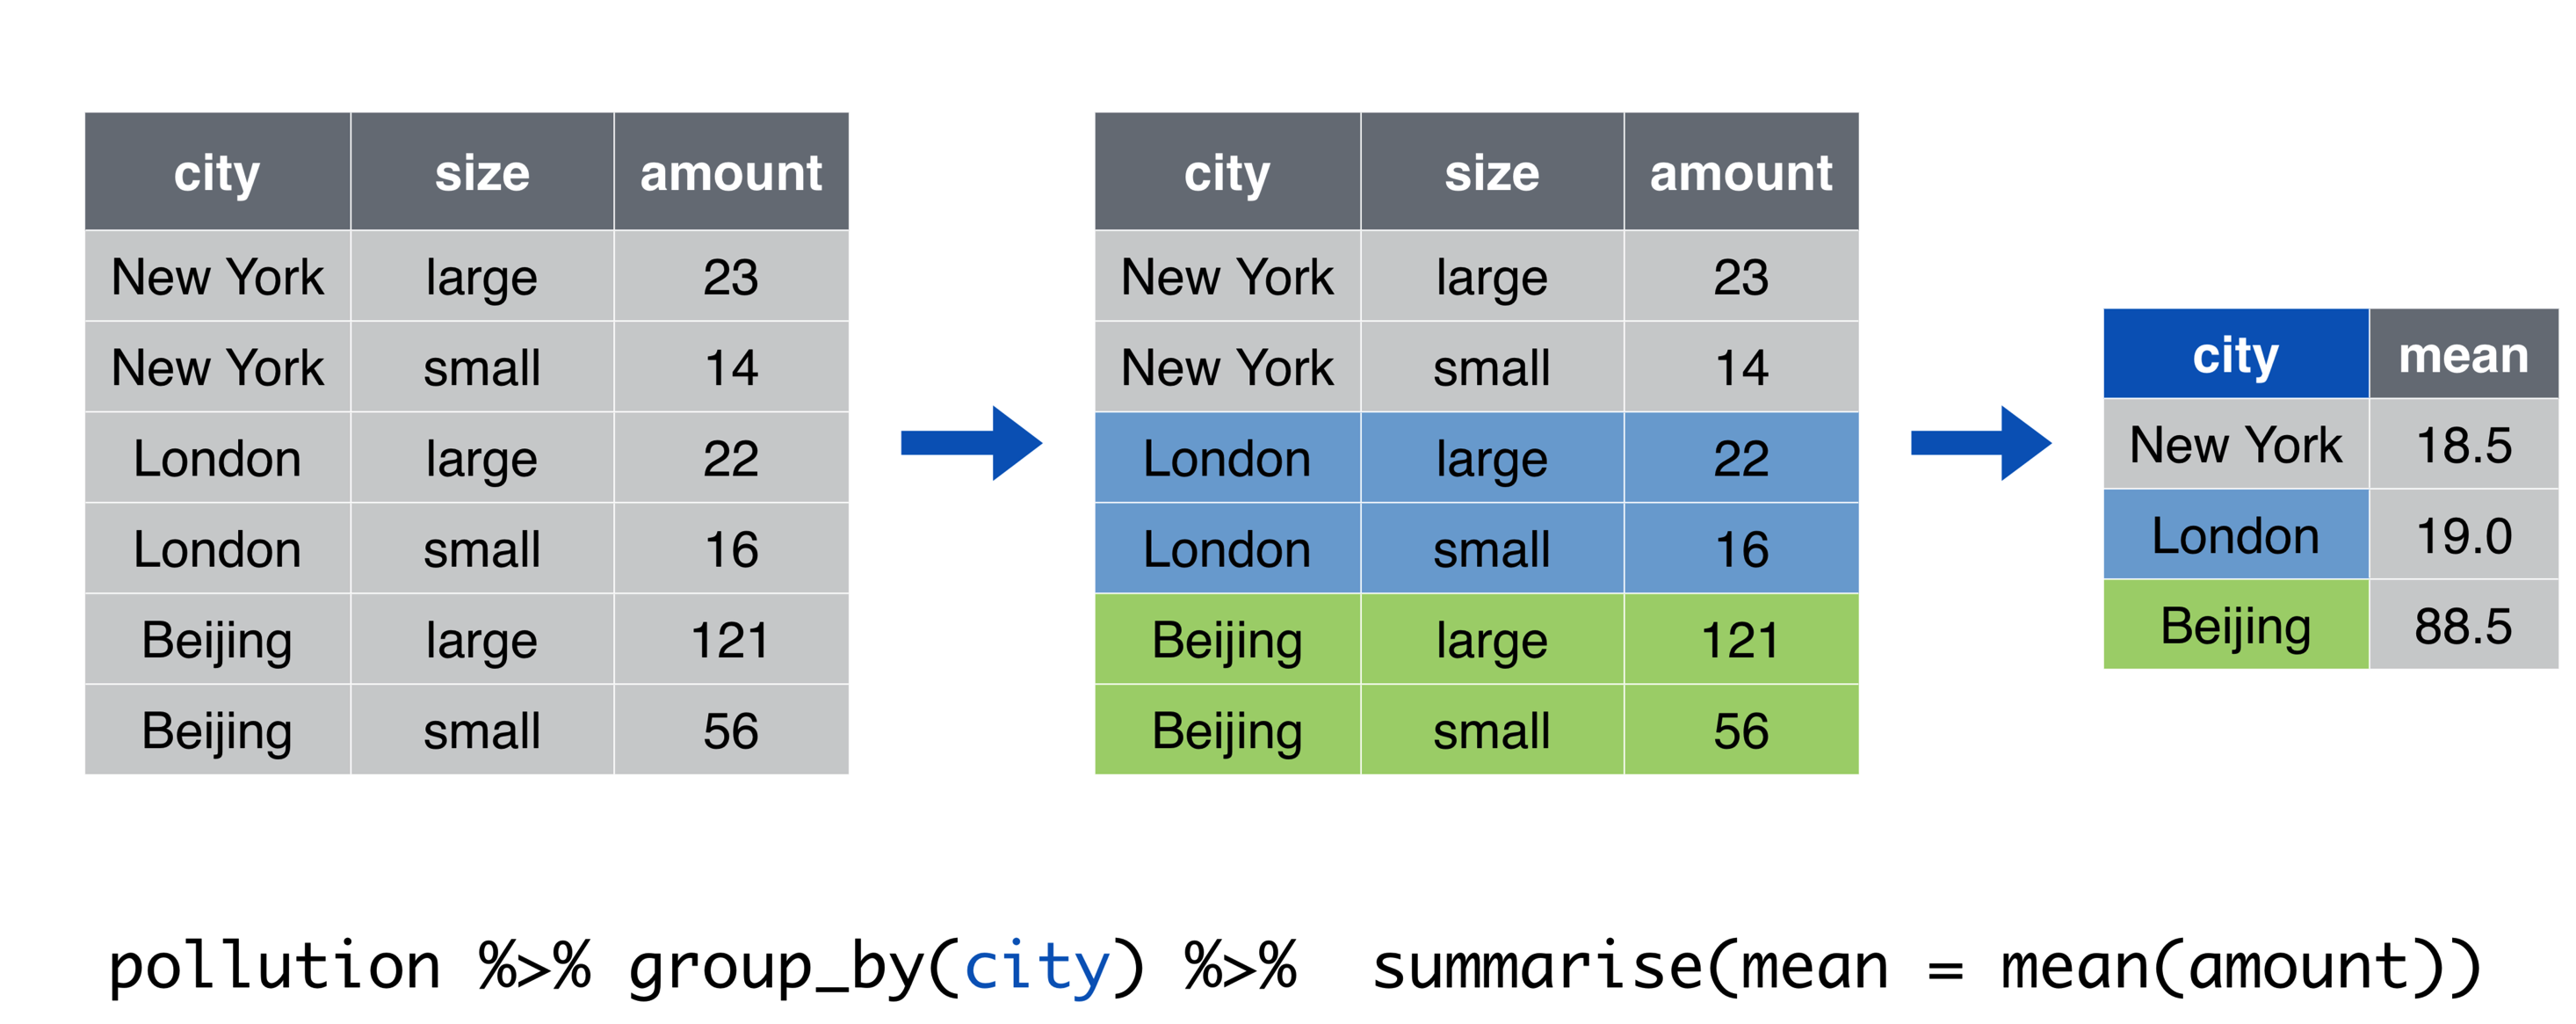 city size amount
New York large 23
New York small 14
London large 22
London small 16
Beijing large 121
Beijing small 56
city size amount
New York large 23
New York small 14
London large 22
London small 16
Beijing large 121
Beijing small 56
city mean
New York 18.5
London 19.0
Beijing 88.5
pollution %>% group_by(city) %>% summarise(mean = mean(amount))